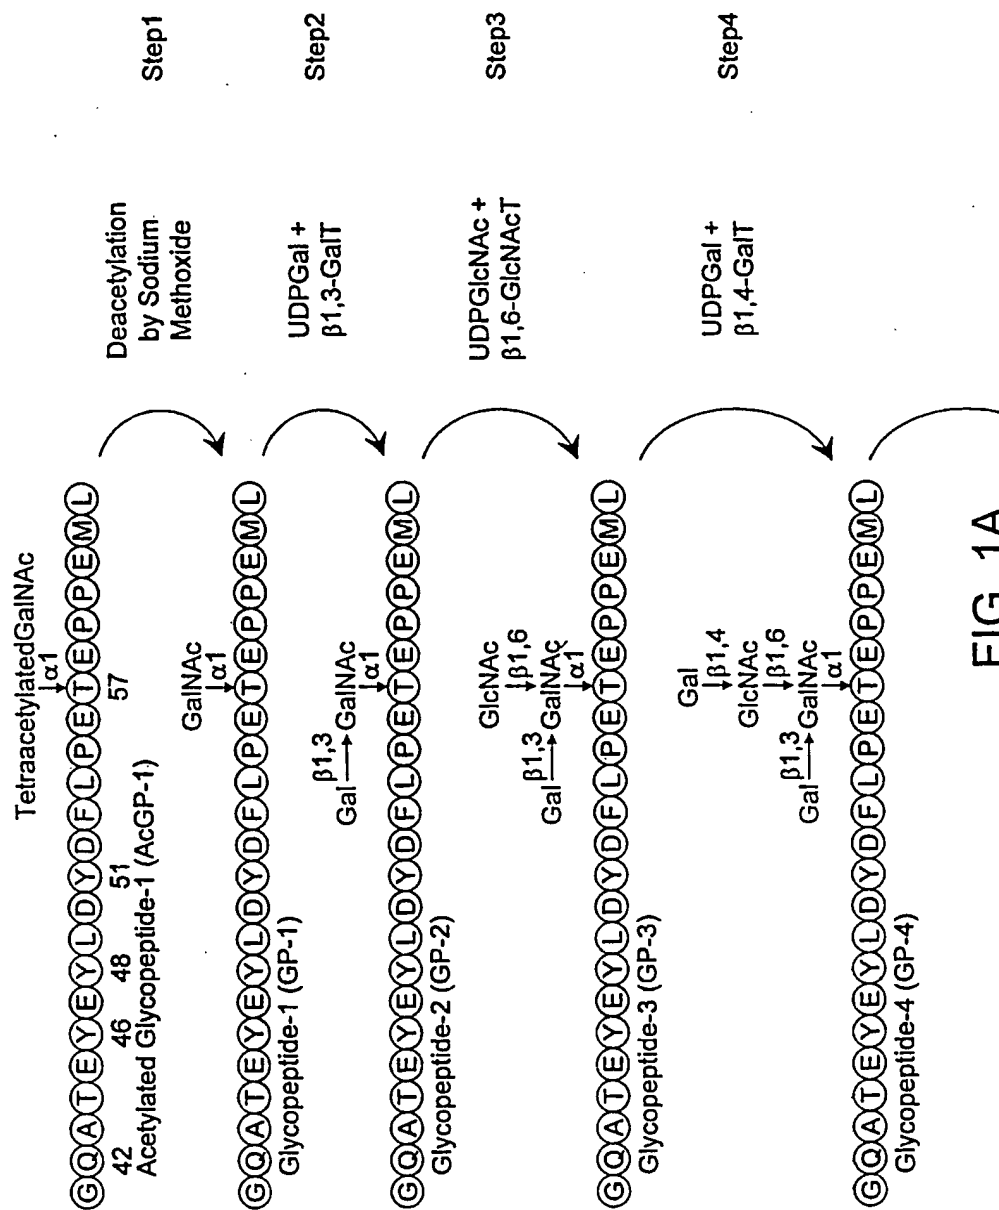 TetraacetylatedGalNAc
α1
GQATEYEYLDYDFLPETEPPEML
42 46 48 51 57
Acetylated Glycopeptide-1 (AcGP-1)
Deacetylation
by Sodium
Methoxide
Step1
GalNAc
α1
GQATEYEYLDYDFLPETEPPEML
Glycopeptide-1 (GP-1)
UDPGal +
β1,3-GalT
Step2
β1,3
Gal GalNAc
α1
GQATEYEYLDYDFLPETEPPEML
Glycopeptide-2 (GP-2)
UDPGlcNAc +
β1,6-GlcNAcT
Step3
GlcNAc
β1,6
β1,3
Gal GalNAc
α1
GQATEYEYLDYDFLPETEPPEML
Glycopeptide-3 (GP-3)
UDPGal +
β1,4-GalT
Step4
Gal
β1,4
GlcNAc
β1,6
β1,3
Gal GalNAc
α1
GQATEYEYLDYDFLPETEPPEML
Glycopeptide-4 (GP-4)
FIG. 1A